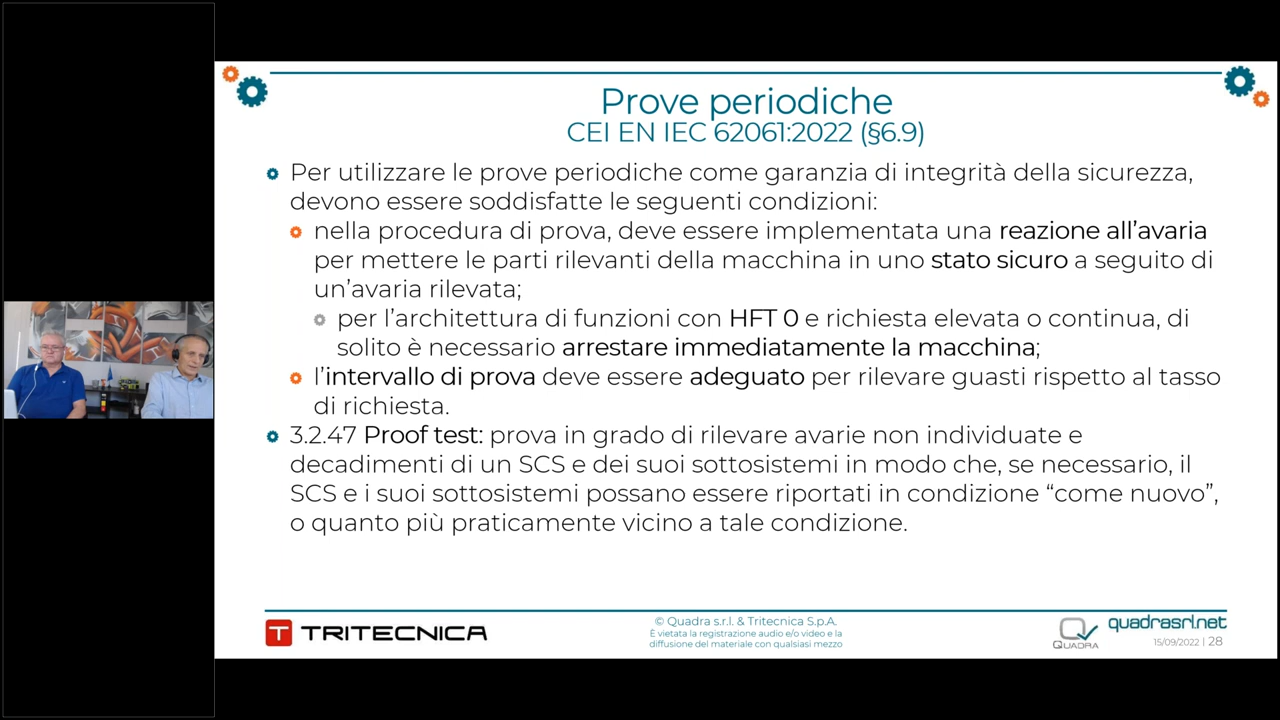 Prove periodiche
CEI EN IEC 62061:2022 (§6.9)
Per utilizzare le prove periodiche come garanzia di integrità della sicurezza,
devono essere soddisfatte le seguenti condizioni:
nella procedura di prova, deve essere implementata una reazione all'avaria
per mettere le parti rilevanti della macchina in uno stato sicuro a seguito di
un'avaria rilevata;
per l'architettura di funzioni con HFT 0 e richiesta elevata o continua, di
solito è necessario arrestare immediatamente la macchina;
l'intervallo di prova deve essere adeguato per rilevare guasti rispetto al tasso
di richiesta.
3.2.47 Proof test: prova in grado di rilevare avarie non individuate e
decadimenti di un SCS e dei suoi sottosistemi in modo che, se necessario, il
SCS e i suoi sottosistemi possano essere riportati in condizione “come nuovo”,
o quanto più praticamente vicino a tale condizione.
T TRITECNICA
© Quadra s.r.l. & Tritecnica S.p.A.
È vietata la registrazione audio e/o video e la
diffusione del materiale con qualsiasi mezzo
QUADRA
quadrasrl.net
15/09/2022 | 28